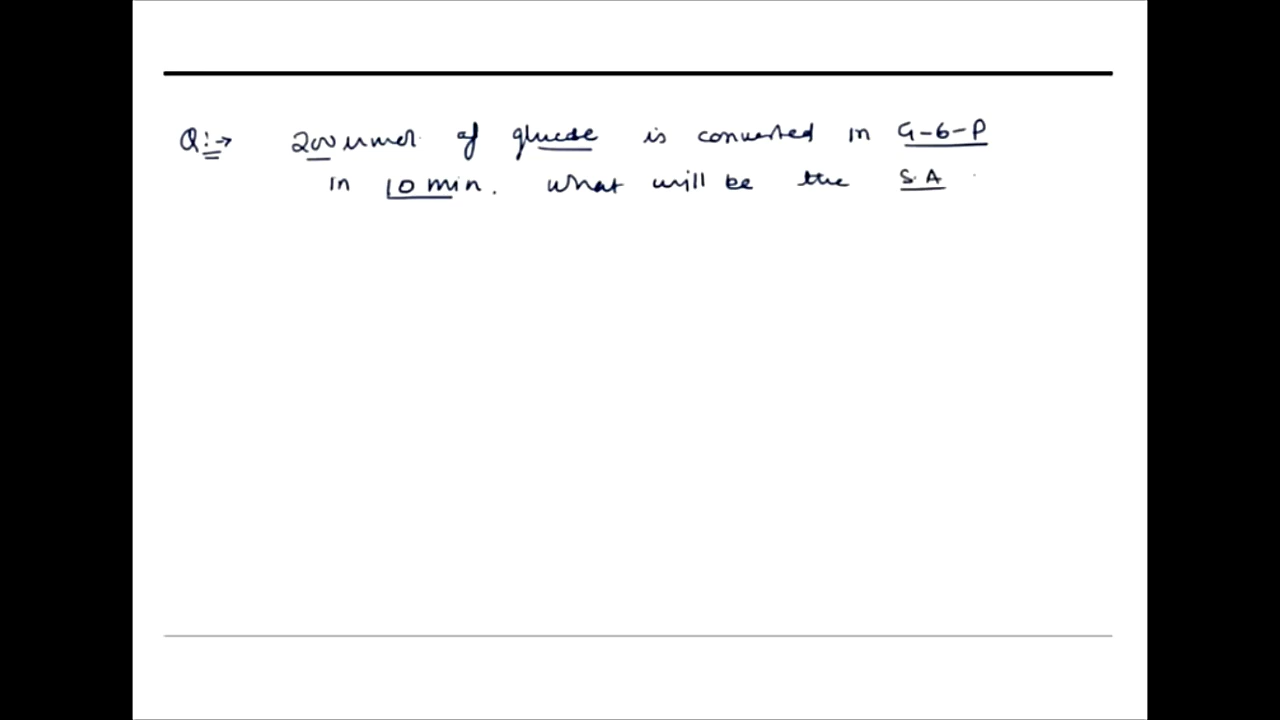 Q:→ 200 umol of glucose is converted in G-6-P
in 10 min. what will be the S.A